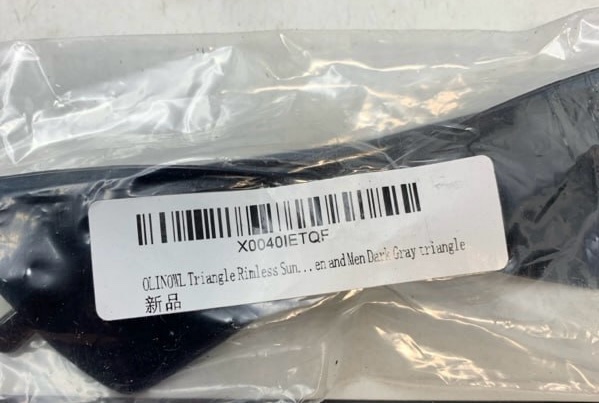 X0040IETQF
OLINOWL Triangle Rimless Sun...en and Men Dark Gray triangle
新品